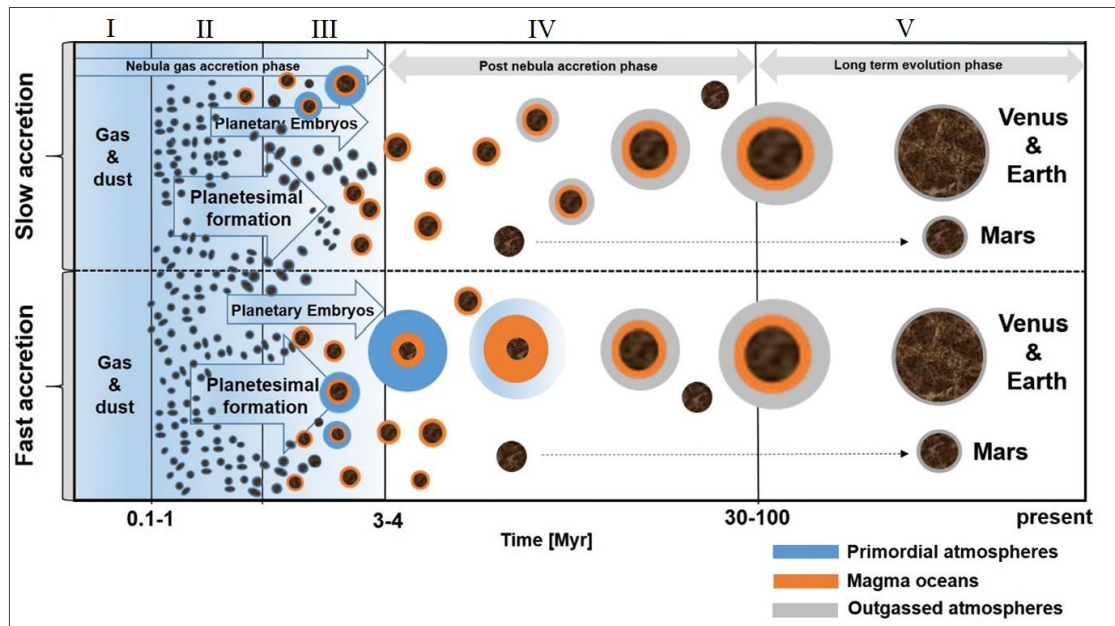 I
II
III
IV
V
Nebula gas accretion phase
Post nebula accretion phase
Long term evolution phase
Slow accretion
Gas
&
dust
Planetary Embryos
Planetesimal
formation
Venus
&
Earth
Mars
Fast accretion
Gas
&
dust
Planetary Embryos
Planetesimal
formation
Venus
&
Earth
Mars
0.1-1
3-4
30-100
present
Time [Myr]
Primordial atmospheres
Magma oceans
Outgassed atmospheres